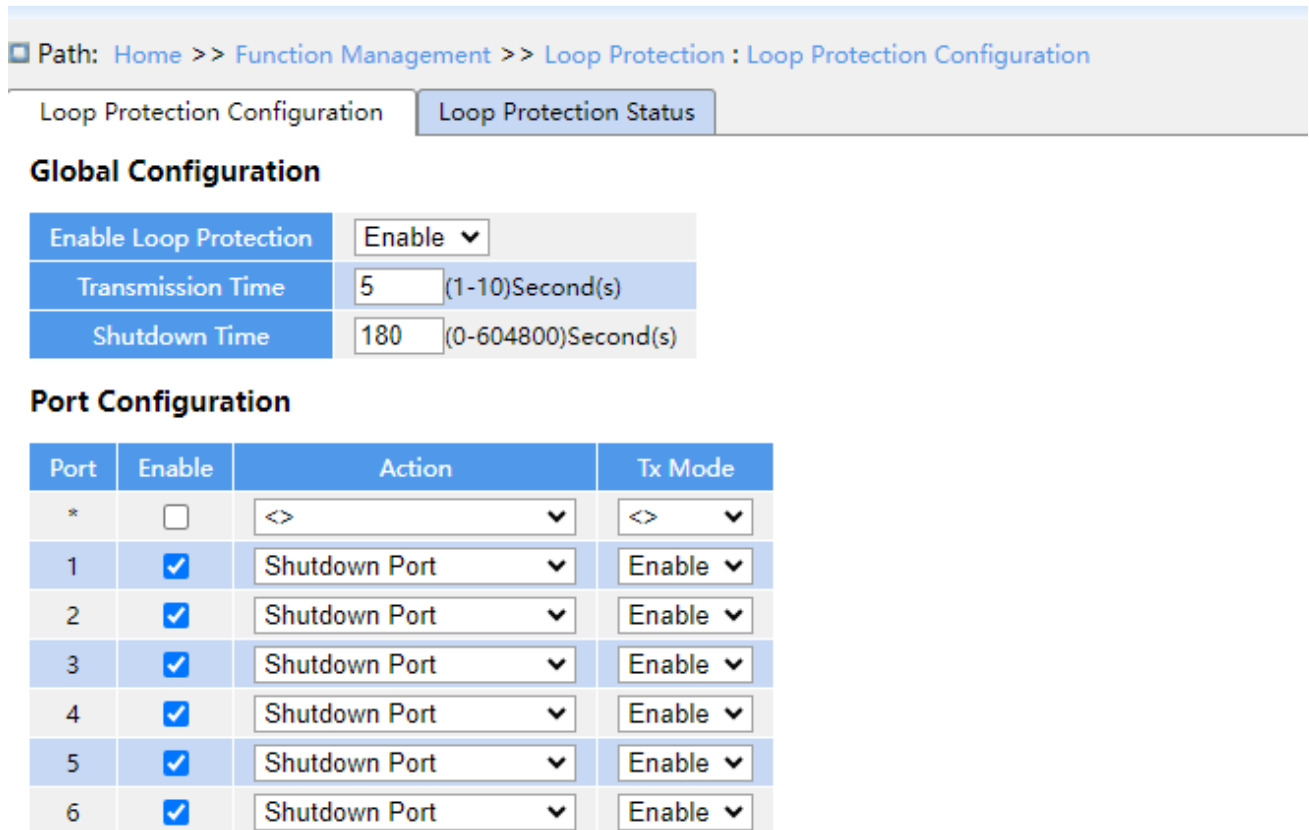 Path: Home >> Function Management >> Loop Protection : Loop Protection Configuration
Loop Protection Configuration Loop Protection Status
Global Configuration
Enable Loop Protection Enable
Transmission Time 5 (1-10)Second(s)
Shutdown Time 180 (0-604800)Second(s)
Port Configuration
Port Enable Action Tx Mode
* <> <>
1 Shutdown Port Enable
2 Shutdown Port Enable
3 Shutdown Port Enable
4 Shutdown Port Enable
5 Shutdown Port Enable
6 Shutdown Port Enable